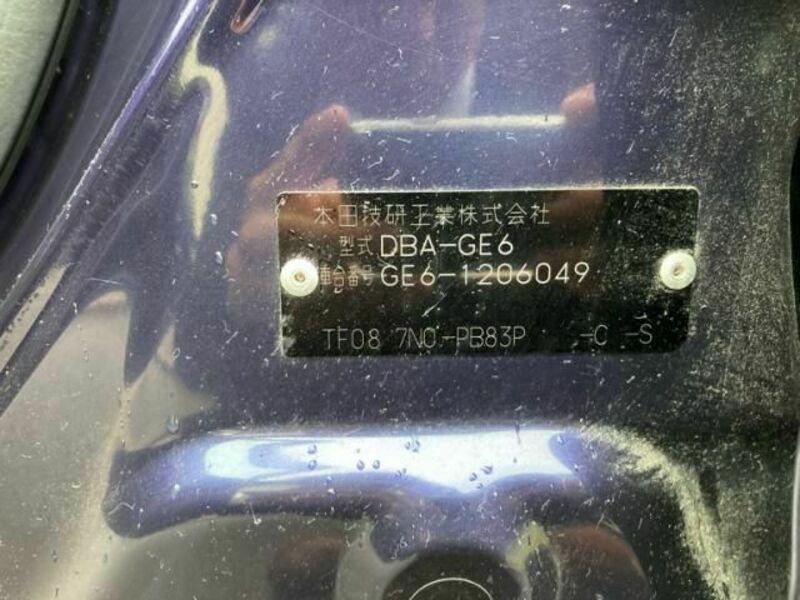 本田技研工業株式会社
型式 DBA-GE6
車台番号 GE6-1206049
TF08 7NC-PB83P -C -S